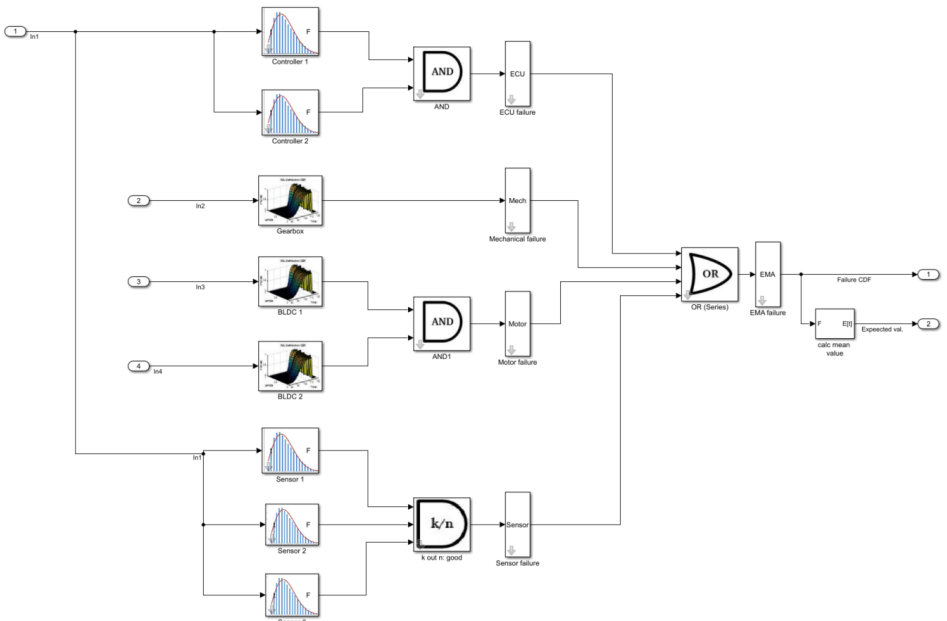 1
In1
F
Controller 1
F
Controller 2
AND
AND
ECU
ECU failure
2
In2
Gearbox
Mech
Mechanical failure
3
In3
BLDC 1
4
In4
BLDC 2
AND
AND1
Motor
Motor failure
OR
OR (Series)
EMA
EMA failure
Failure CDF
1
F
E[t]
calc mean
value
Expeected val.
2
In1
F
Sensor 1
F
Sensor 2
F
k/n
k out n: good
Sensor
Sensor failure